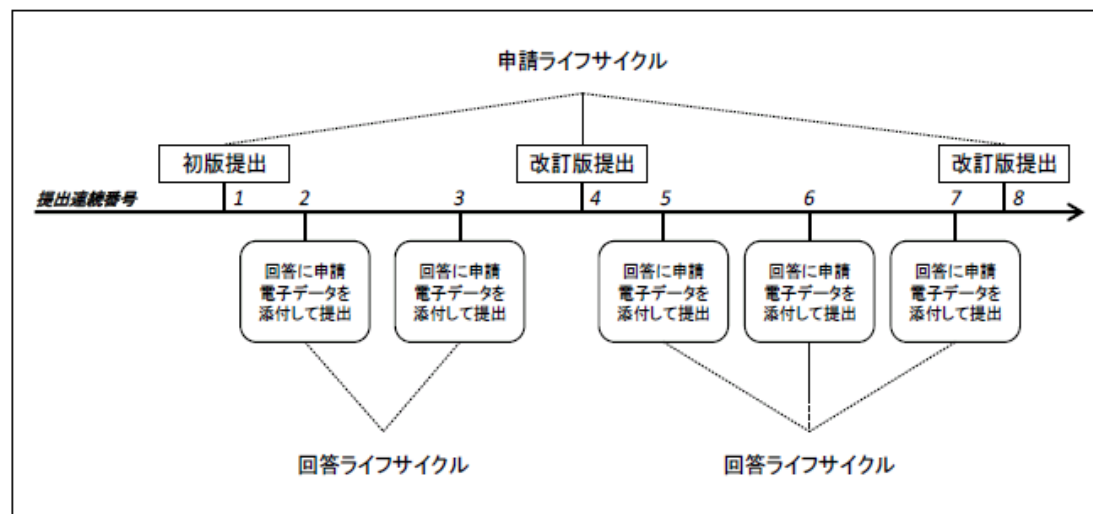 申請ライフサイクル
初版提出
改訂版提出
改訂版提出
提出連続番号
1 2 3 4 5 6 7 8
回答に申請
電子データを
添付して提出
回答に申請
電子データを
添付して提出
回答に申請
電子データを
添付して提出
回答に申請
電子データを
添付して提出
回答に申請
電子データを
添付して提出
回答ライフサイクル
回答ライフサイクル